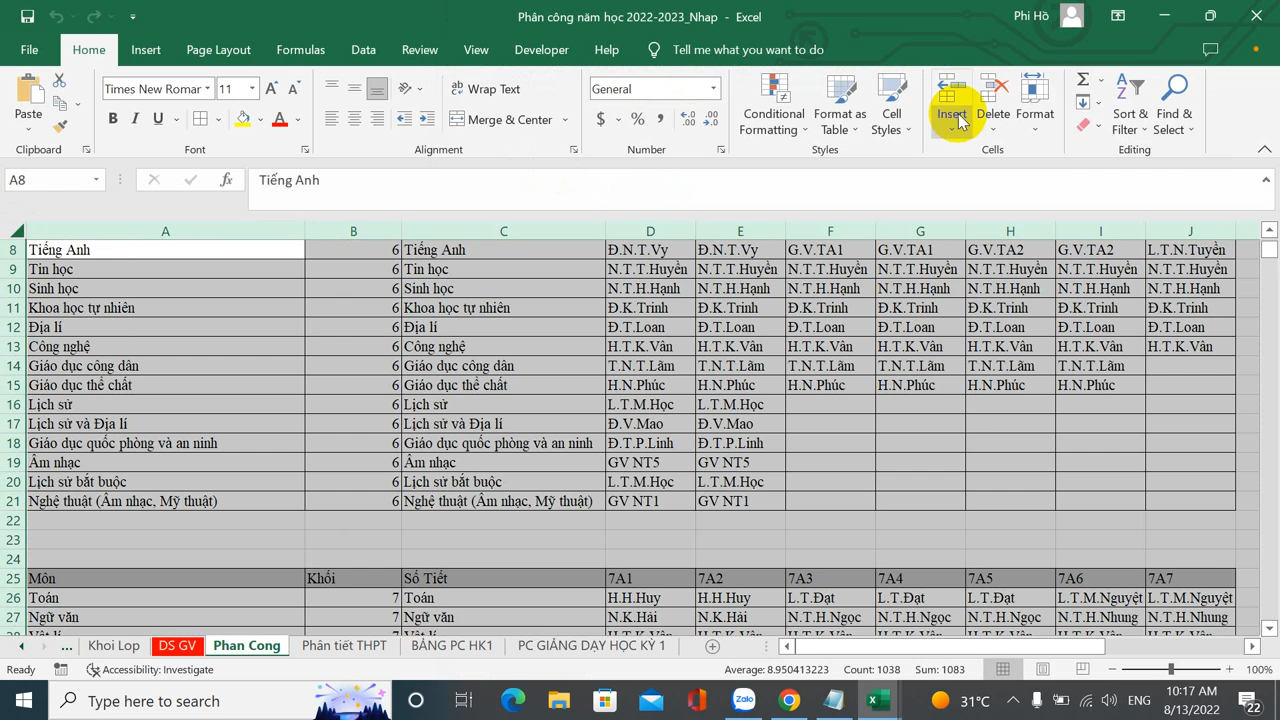 Phân công năm học 2022-2023_Nhap - Excel
Phi Hồ
File Home Insert Page Layout Formulas Data Review View Developer Help Tell me what you want to do
Times New Romar 11 Wrap Text General
Paste B I U Merge & Center $ % Conditional Formatting Format as Table Cell Styles Insert Delete Format Sort & Filter Find & Select
Clipboard Font Alignment Number Styles Cells Editing
A8 fx Tiếng Anh
A B C D E F G H I J
8 Tiếng Anh 6 Tiếng Anh Đ.N.T.Vy Đ.N.T.Vy G.V.TA1 G.V.TA1 G.V.TA2 G.V.TA2 L.T.N.Tuyền
9 Tin học 6 Tin học N.T.T.Huyền N.T.T.Huyền N.T.T.Huyền N.T.T.Huyền N.T.T.Huyền N.T.T.Huyền N.T.T.Huyền
10 Sinh học 6 Sinh học N.T.H.Hạnh N.T.H.Hạnh N.T.H.Hạnh N.T.H.Hạnh N.T.H.Hạnh N.T.H.Hạnh N.T.H.Hạnh
11 Khoa học tự nhiên 6 Khoa học tự nhiên Đ.K.Trinh Đ.K.Trinh Đ.K.Trinh Đ.K.Trinh Đ.K.Trinh Đ.K.Trinh Đ.K.Trinh
12 Địa lí 6 Địa lí Đ.T.Loan Đ.T.Loan Đ.T.Loan Đ.T.Loan Đ.T.Loan Đ.T.Loan Đ.T.Loan
13 Công nghệ 6 Công nghệ H.T.K.Vân H.T.K.Vân H.T.K.Vân H.T.K.Vân H.T.K.Vân H.T.K.Vân H.T.K.Vân
14 Giáo dục công dân 6 Giáo dục công dân T.N.T.Lãm T.N.T.Lãm T.N.T.Lãm T.N.T.Lãm T.N.T.Lãm T.N.T.Lãm
15 Giáo dục thể chất 6 Giáo dục thể chất H.N.Phúc H.N.Phúc H.N.Phúc H.N.Phúc H.N.Phúc H.N.Phúc
16 Lịch sử 6 Lịch sử L.T.M.Học L.T.M.Học
17 Lịch sử và Địa lí 6 Lịch sử và Địa lí Đ.V.Mao Đ.V.Mao
18 Giáo dục quốc phòng và an ninh 6 Giáo dục quốc phòng và an ninh Đ.T.P.Linh Đ.T.P.Linh
19 Âm nhạc 6 Âm nhạc GV NT5 GV NT5
20 Lịch sử bắt buộc 6 Lịch sử bắt buộc L.T.M.Học L.T.M.Học
21 Nghệ thuật (Âm nhạc, Mỹ thuật) 6 Nghệ thuật (Âm nhạc, Mỹ thuật) GV NT1 GV NT1
22
23
24
25 Môn Khối Số Tiết 7A1 7A2 7A3 7A4 7A5 7A6 7A7
26 Toán 7 Toán H.H.Huy H.H.Huy L.T.Đạt L.T.Đạt L.T.Đạt L.T.M.Nguyệt L.T.M.Nguyệt
27 Ngữ văn 7 Ngữ văn N.K.Hải N.K.Hải N.T.H.Ngọc N.T.H.Ngọc N.T.H.Ngọc N.T.H.Nhung N.T.H.Nhung
... Khoi Lop DS GV Phan Cong Phân tiết THPT BẢNG PC HK1 PC GIẢNG DẠY HỌC KỲ 1
Ready Accessibility: Investigate Average: 8.950413223 Count: 1038 Sum: 1083 100%
Type here to search Zalo 31°C ENG 10:17 AM
8/13/2022 22